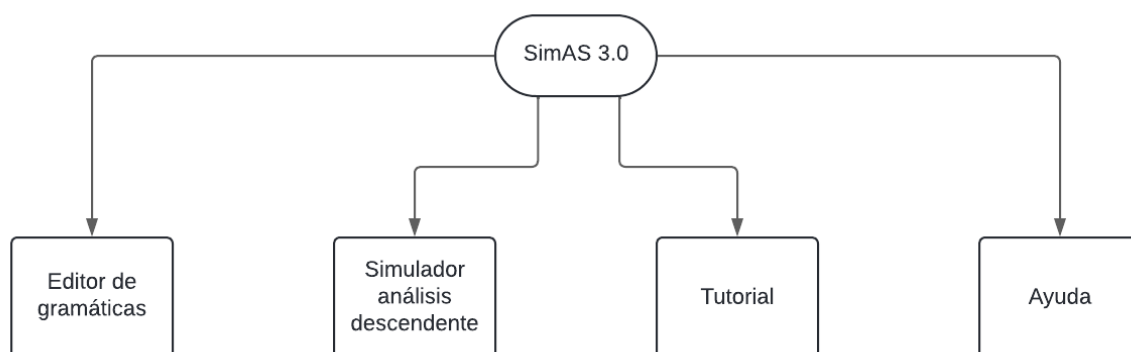 SimAS 3.0
Editor de
gramáticas
Simulador
análisis
descendente
Tutorial
Ayuda